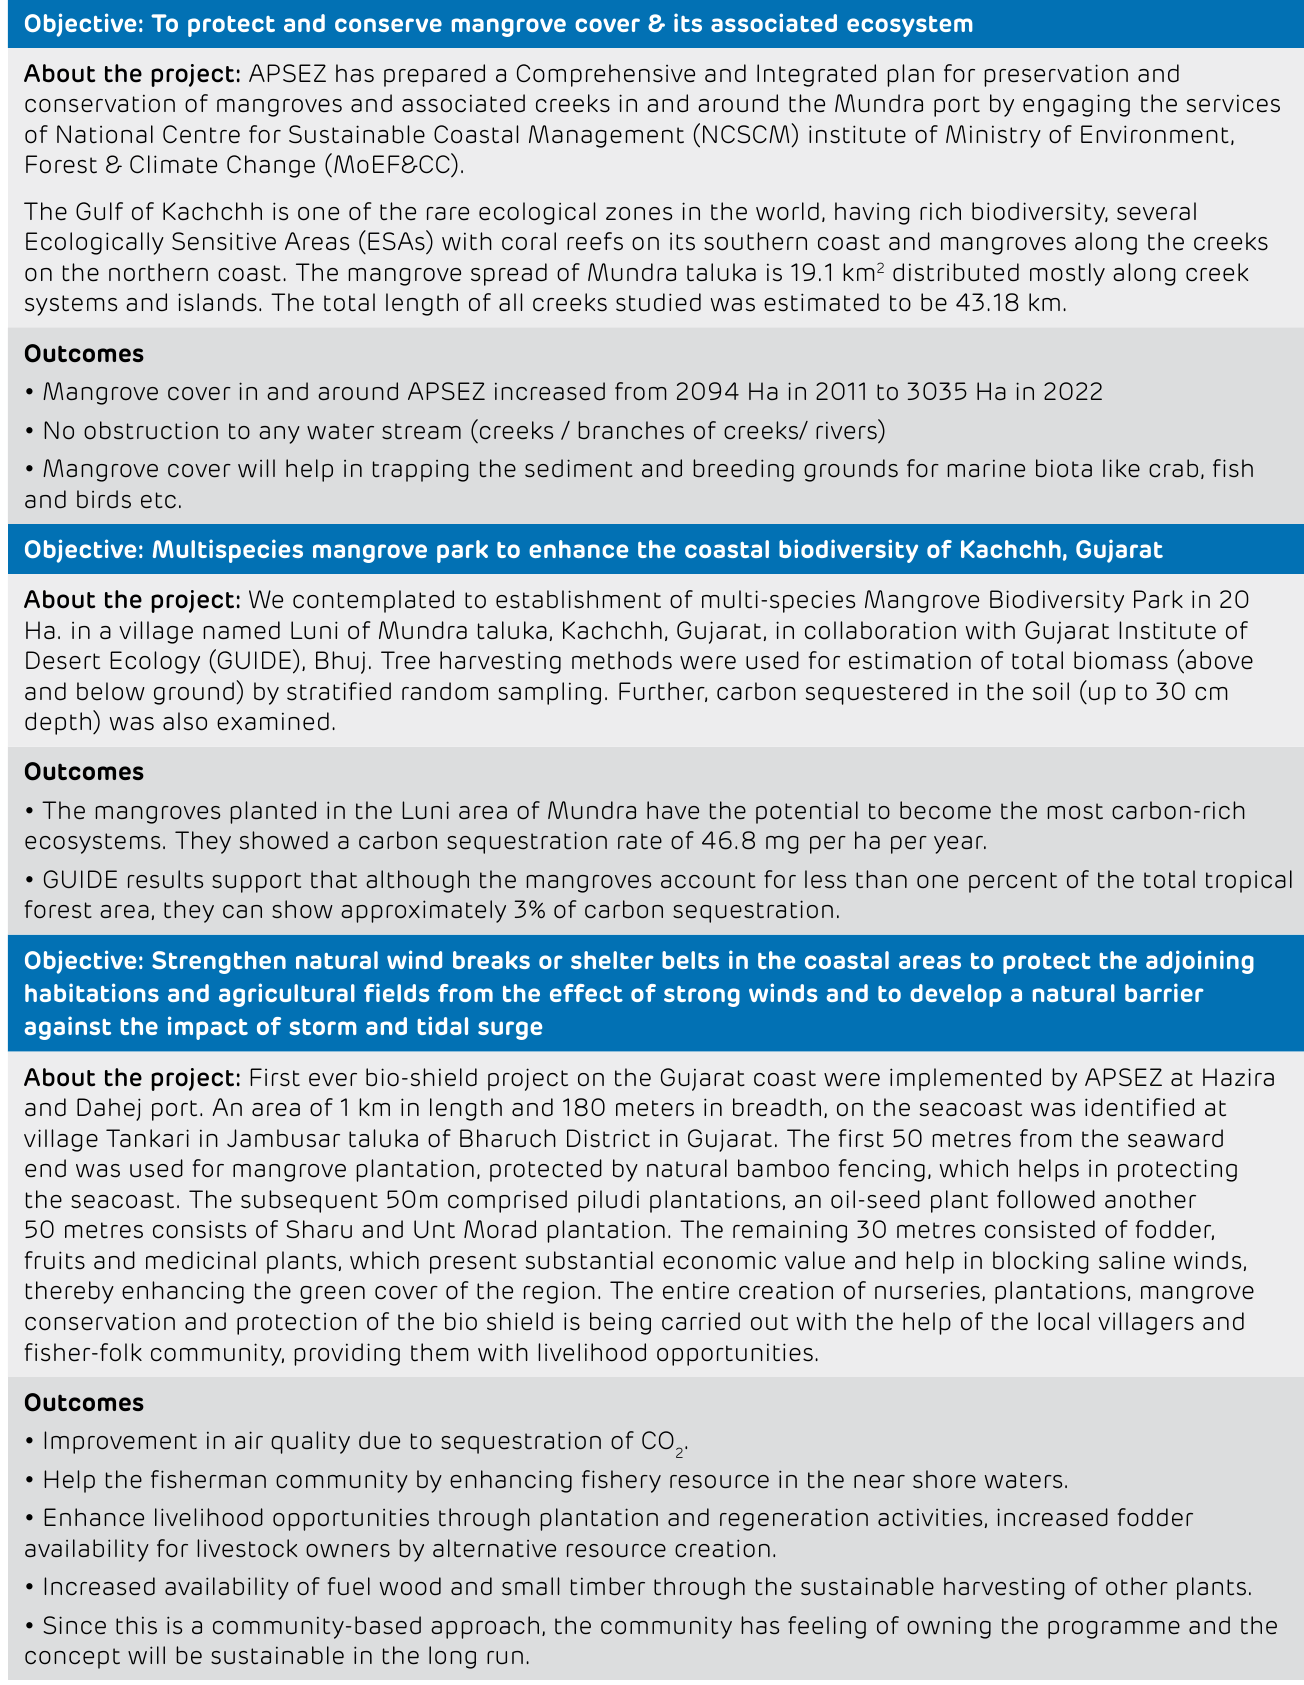 Objective: To protect and conserve mangrove cover & its associated ecosystem
About the project: APSEZ has prepared a Comprehensive and Integrated plan for preservation and
conservation of mangroves and associated creeks in and around the Mundra port by engaging the services
of National Centre for Sustainable Coastal Management (NCSCM) institute of Ministry of Environment,
Forest & Climate Change (MoEF&CC).
The Gulf of Kachchh is one of the rare ecological zones in the world, having rich biodiversity, several
Ecologically Sensitive Areas (ESAs) with coral reefs on its southern coast and mangroves along the creeks
on the northern coast. The mangrove spread of Mundra taluka is 19.1 km² distributed mostly along creek
systems and islands. The total length of all creeks studied was estimated to be 43.18 km.
Outcomes
• Mangrove cover in and around APSEZ increased from 2094 Ha in 2011 to 3035 Ha in 2022
• No obstruction to any water stream (creeks / branches of creeks/ rivers)
• Mangrove cover will help in trapping the sediment and breeding grounds for marine biota like crab, fish
and birds etc.
Objective: Multispecies mangrove park to enhance the coastal biodiversity of Kachchh, Gujarat
About the project: We contemplated to establishment of multi-species Mangrove Biodiversity Park in 20
Ha. in a village named Luni of Mundra taluka, Kachchh, Gujarat, in collaboration with Gujarat Institute of
Desert Ecology (GUIDE), Bhuj. Tree harvesting methods were used for estimation of total biomass (above
and below ground) by stratified random sampling. Further, carbon sequestered in the soil (up to 30 cm
depth) was also examined.
Outcomes
• The mangroves planted in the Luni area of Mundra have the potential to become the most carbon-rich
ecosystems. They showed a carbon sequestration rate of 46.8 mg per ha per year.
• GUIDE results support that although the mangroves account for less than one percent of the total tropical
forest area, they can show approximately 3% of carbon sequestration.
Objective: Strengthen natural wind breaks or shelter belts in the coastal areas to protect the adjoining
habitations and agricultural fields from the effect of strong winds and to develop a natural barrier
against the impact of storm and tidal surge
About the project: First ever bio-shield project on the Gujarat coast were implemented by APSEZ at Hazira
and Dahej port. An area of 1 km in length and 180 meters in breadth, on the seacoast was identified at
village Tankari in Jambusar taluka of Bharuch District in Gujarat. The first 50 metres from the seaward
end was used for mangrove plantation, protected by natural bamboo fencing, which helps in protecting
the seacoast. The subsequent 50m comprised piludi plantations, an oil-seed plant followed another
50 metres consists of Sharu and Unt Morad plantation. The remaining 30 metres consisted of fodder,
fruits and medicinal plants, which present substantial economic value and help in blocking saline winds,
thereby enhancing the green cover of the region. The entire creation of nurseries, plantations, mangrove
conservation and protection of the bio shield is being carried out with the help of the local villagers and
fisher-folk community, providing them with livelihood opportunities.
Outcomes
• Improvement in air quality due to sequestration of CO₂.
• Help the fisherman community by enhancing fishery resource in the near shore waters.
• Enhance livelihood opportunities through plantation and regeneration activities, increased fodder
availability for livestock owners by alternative resource creation.
• Increased availability of fuel wood and small timber through the sustainable harvesting of other plants.
• Since this is a community-based approach, the community has feeling of owning the programme and the
concept will be sustainable in the long run.